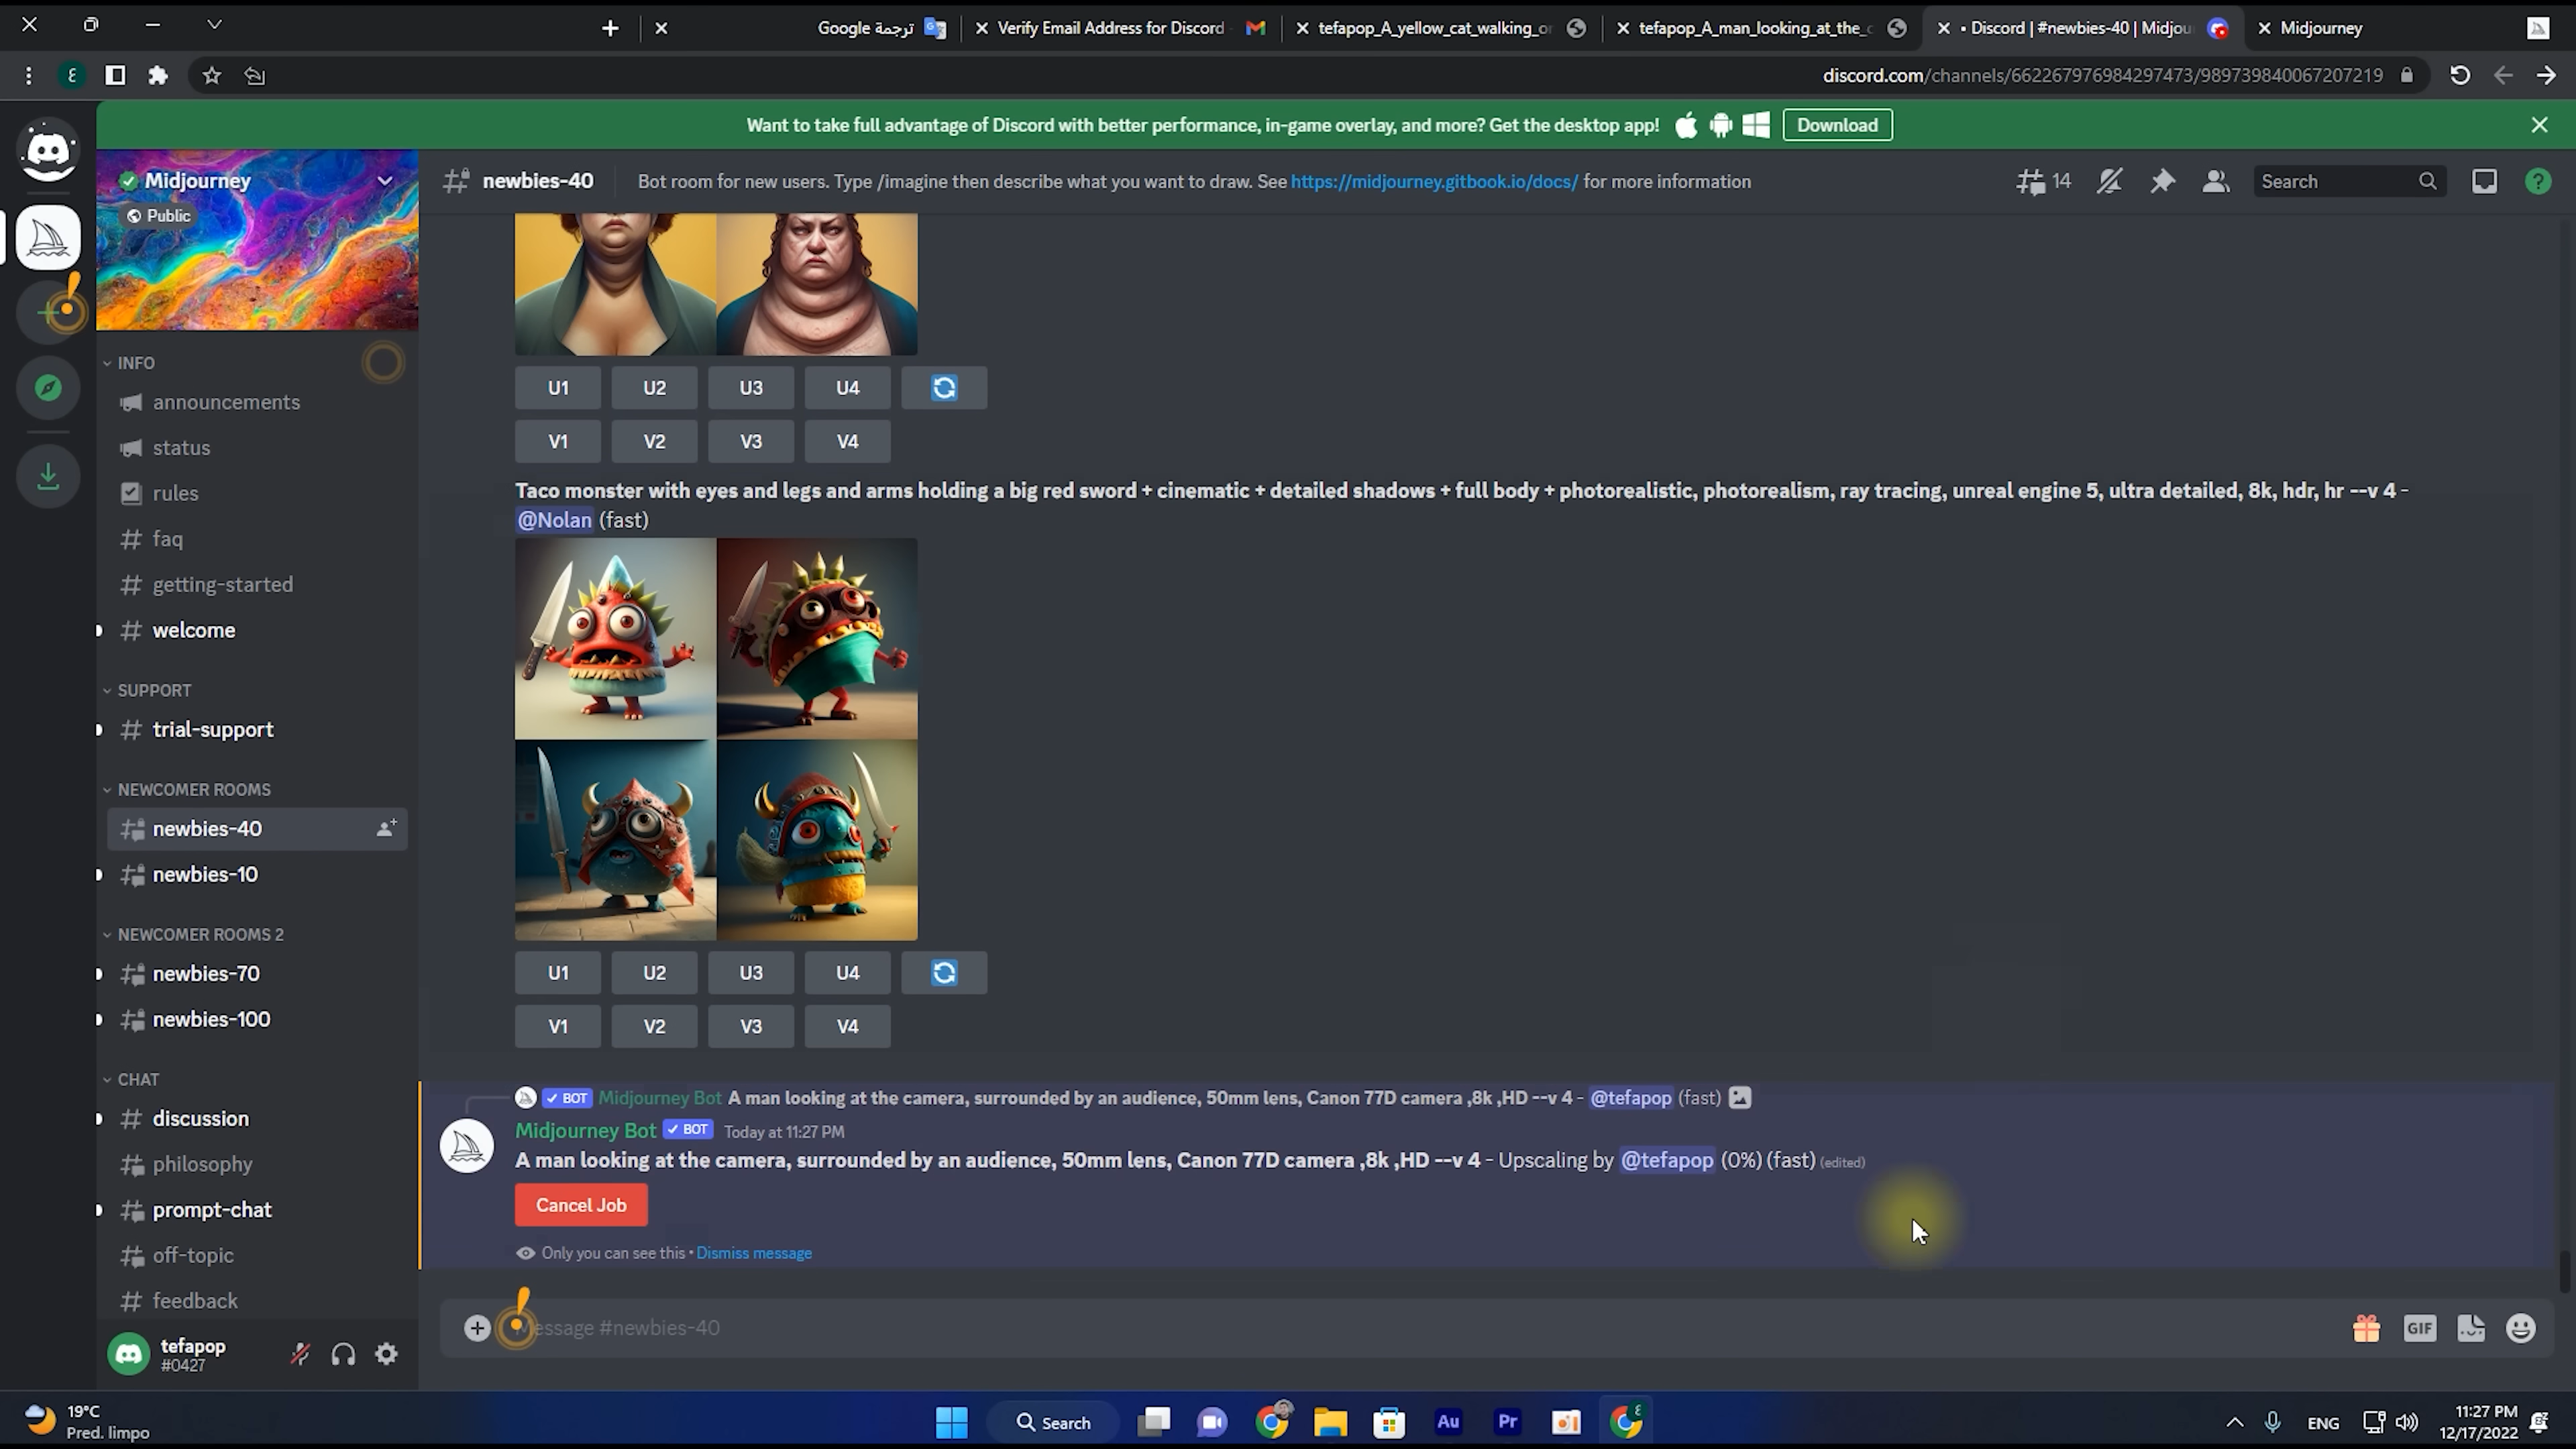 ترجمة Google
Verify Email Address for Discord
tefapop_A_yellow_cat_walking_or
tefapop_A_man_looking_at_the_c
• Discord | #newbies-40 | Midjou
Midjourney
ع
discord.com/channels/662267976984297473/989739840067207219
Want to take full advantage of Discord with better performance, in-game overlay, and more? Get the desktop app! Download
Midjourney
Public
newbies-40
Bot room for new users. Type /imagine then describe what you want to draw. See https://midjourney.gitbook.io/docs/ for more information
14
Search
INFO
announcements
status
rules
faq
getting-started
welcome
SUPPORT
trial-support
NEWCOMER ROOMS
newbies-40
newbies-10
NEWCOMER ROOMS 2
newbies-70
newbies-100
CHAT
discussion
philosophy
prompt-chat
off-topic
feedback
tefapop
#0427
U1 U2 U3 U4
V1 V2 V3 V4
Taco monster with eyes and legs and arms holding a big red sword + cinematic + detailed shadows + full body + photorealistic, photorealism, ray tracing, unreal engine 5, ultra detailed, 8k, hdr, hr --v 4 -
@Nolan (fast)
U1 U2 U3 U4
V1 V2 V3 V4
BOT Midjourney Bot A man looking at the camera, surrounded by an audience, 50mm lens, Canon 77D camera ,8k ,HD --v 4 - @tefapop (fast)
Midjourney Bot BOT Today at 11:27 PM
A man looking at the camera, surrounded by an audience, 50mm lens, Canon 77D camera ,8k ,HD --v 4 - Upscaling by @tefapop (0%) (fast) (edited)
Cancel Job
Only you can see this • Dismiss message
Message #newbies-40
GIF
19°C
Pred. limpo
Search
Au
Pr
ENG
11:27 PM
12/17/2022